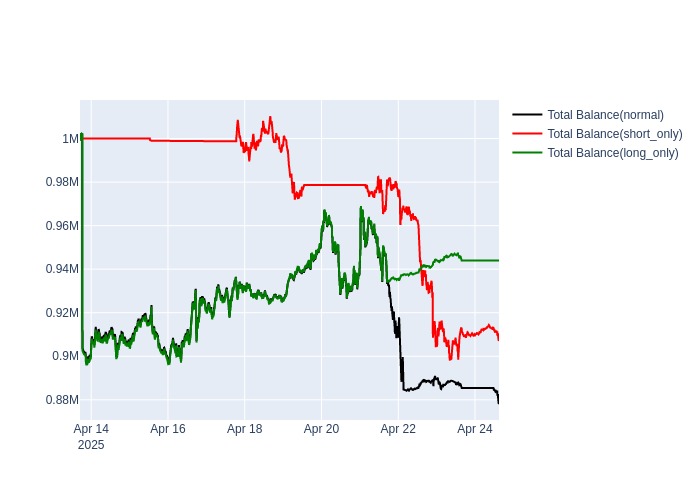 Total Balance(normal)
Total Balance(short_only)
Total Balance(long_only)
1M
0.98M
0.96M
0.94M
0.92M
0.9M
0.88M
Apr 14 Apr 16 Apr 18 Apr 20 Apr 22 Apr 24
2025